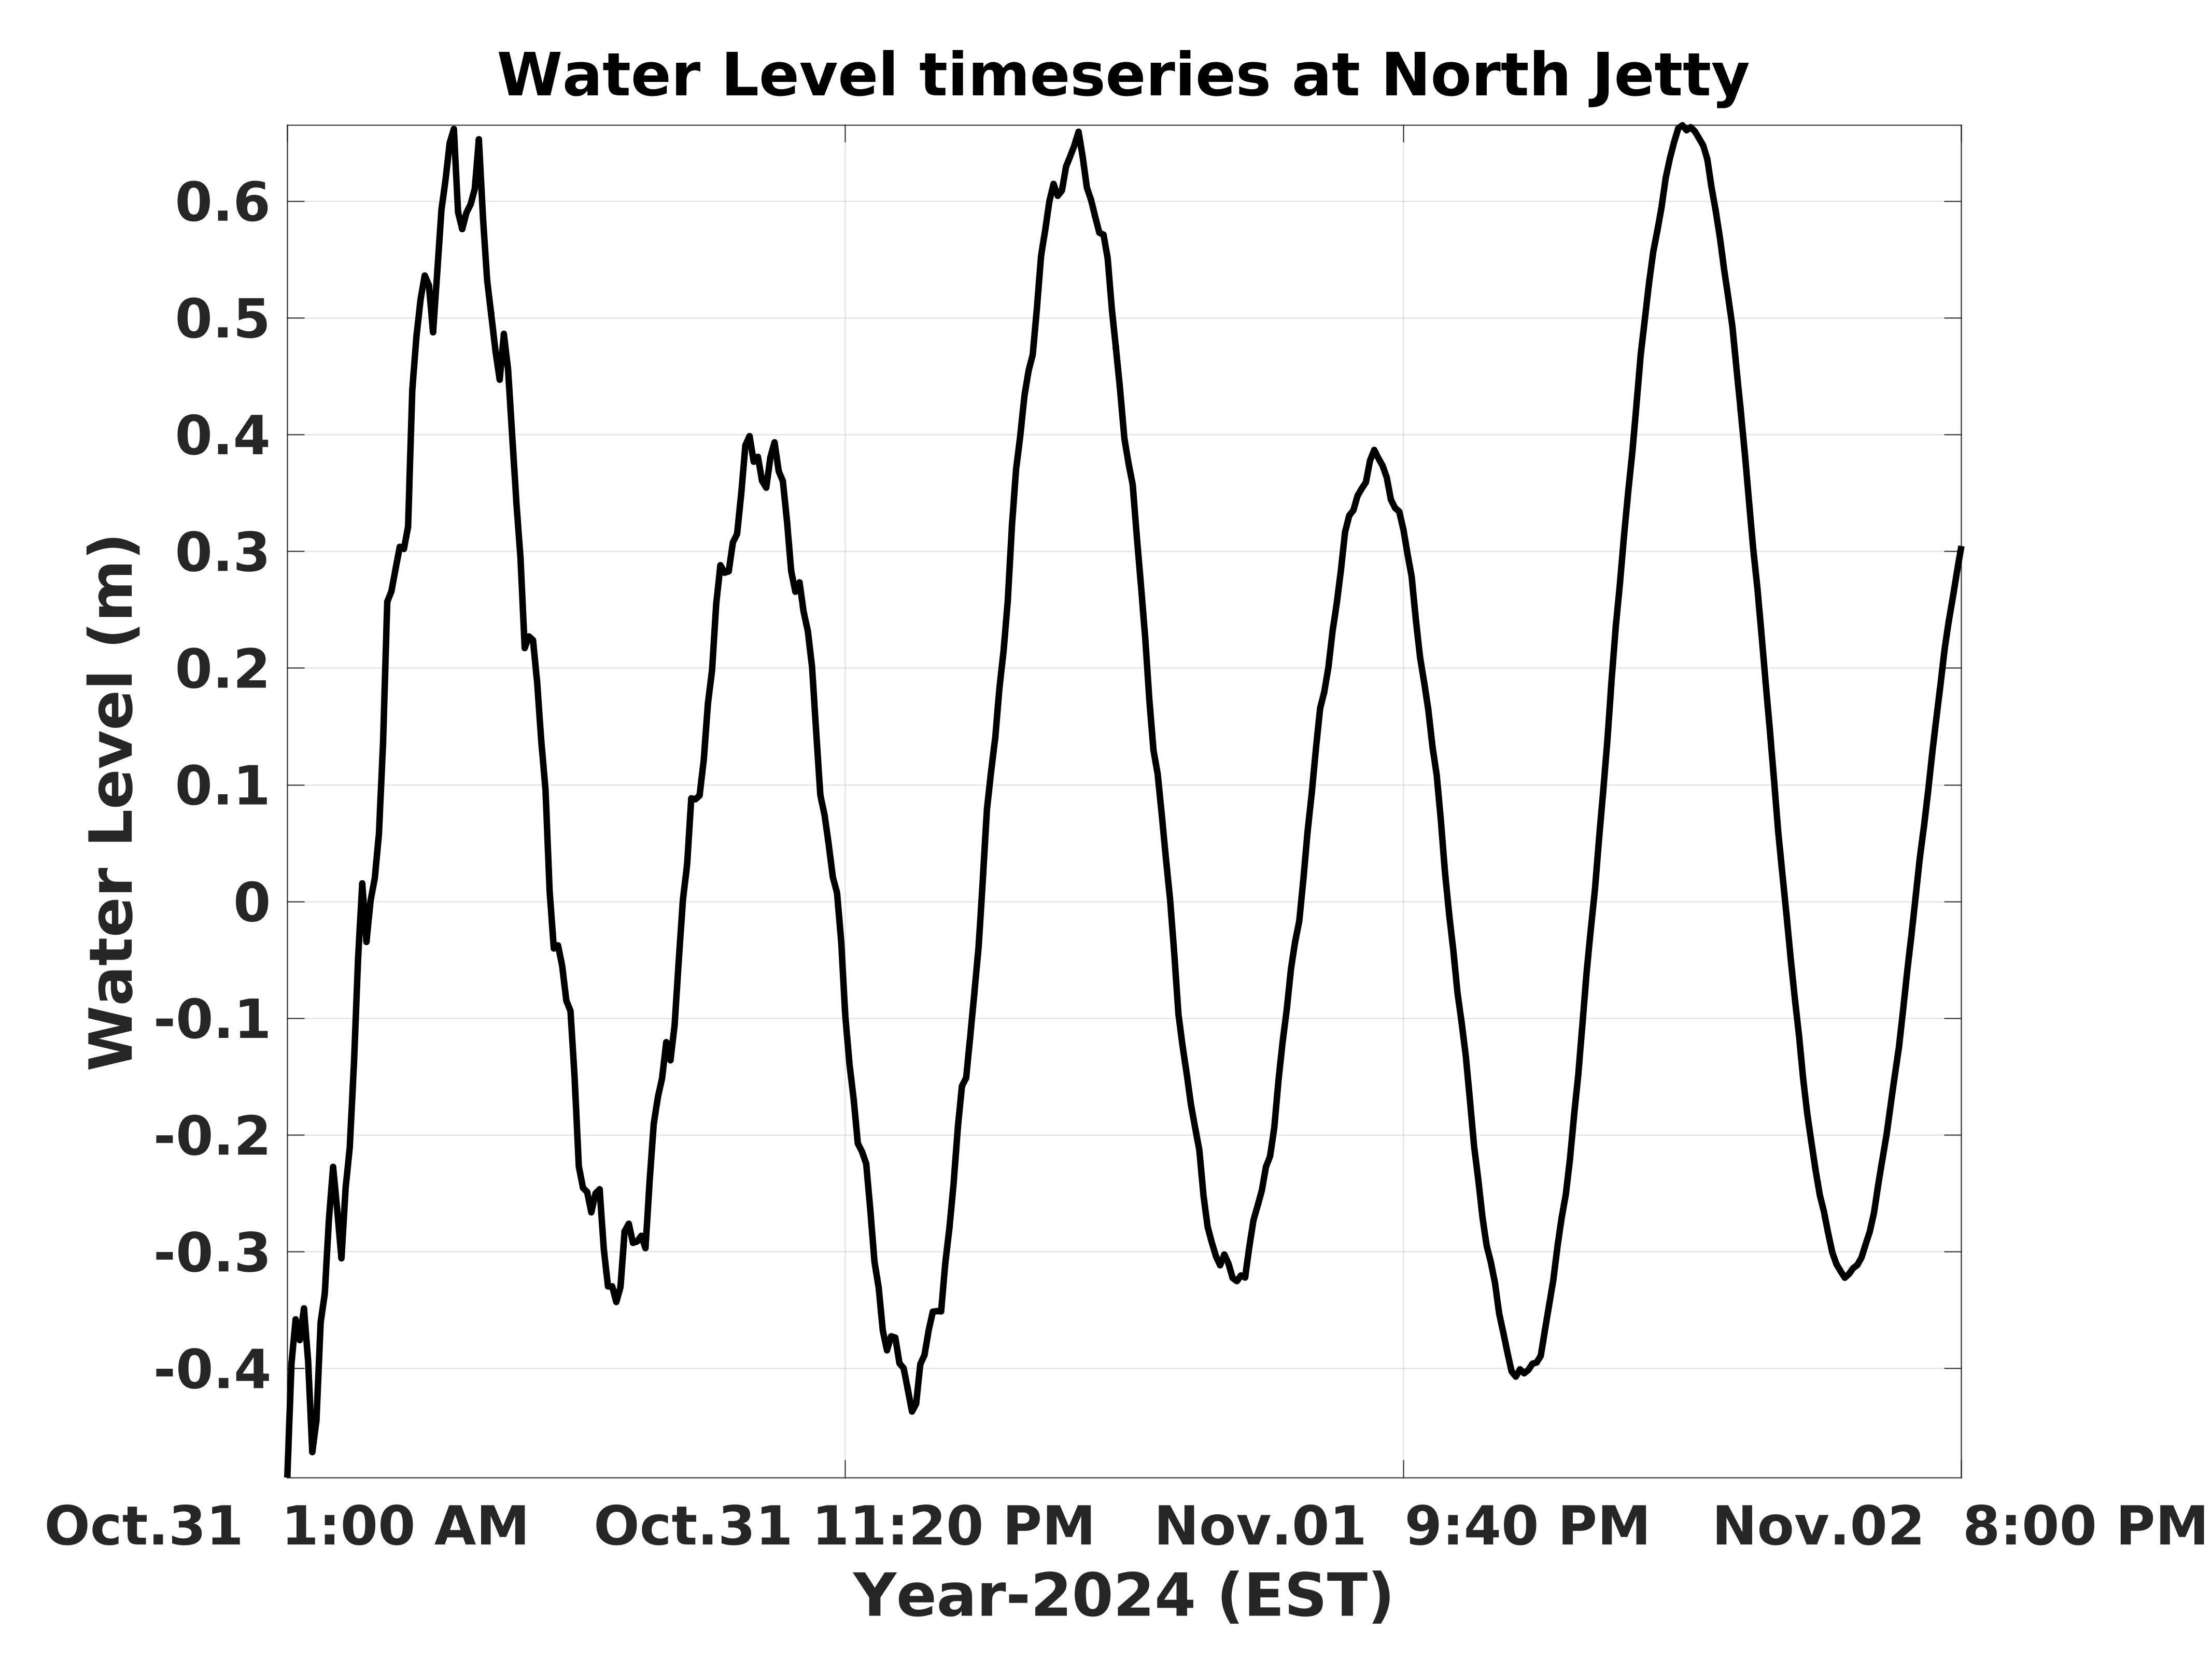 Water Level timeseries at North Jetty
Water Level (m)
0.6
0.5
0.4
0.3
0.2
0.1
0
-0.1
-0.2
-0.3
-0.4
Oct.31 1:00 AM
Oct.31 11:20 PM
Nov.01 9:40 PM
Nov.02 8:00 PM
Year-2024 (EST)